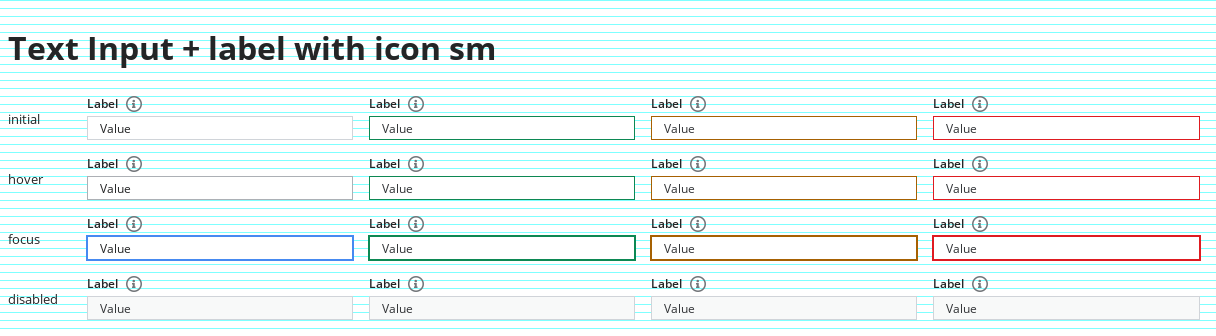 Text Input + label with icon sm
Label Label Label Label
initial
Value Value Value Value
Label Label Label Label
hover
Value Value Value Value
Label Label Label Label
focus
Value Value Value Value
Label Label Label Label
disabled
Value Value Value Value